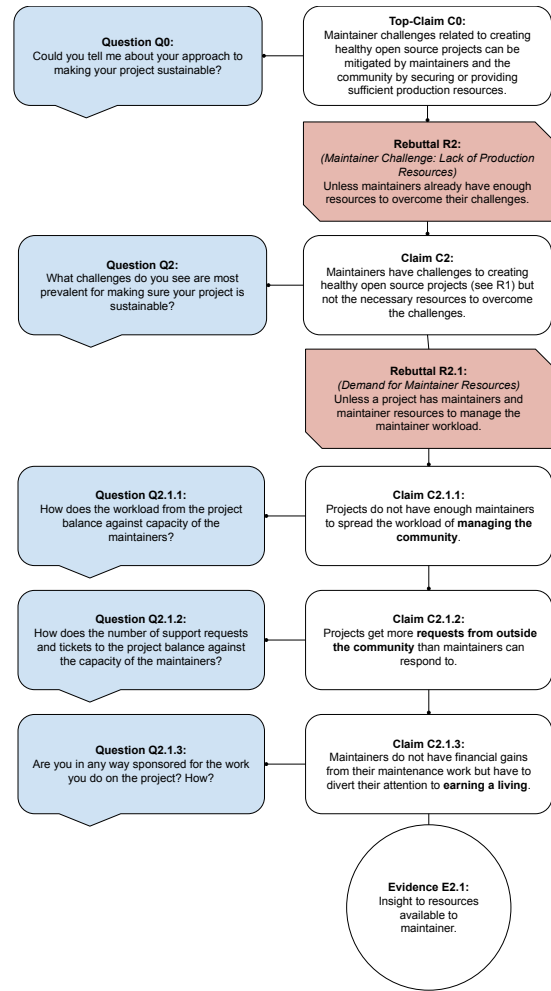 Question Q0:
Could you tell me about your approach to
making your project sustainable?
Top-Claim C0:
Maintainer challenges related to creating
healthy open source projects can be
mitigated by maintainers and the
community by securing or providing
sufficient production resources.
Rebuttal R2:
(Maintainer Challenge: Lack of Production
Resources)
Unless maintainers already have enough
resources to overcome their challenges.
Question Q2:
What challenges do you see are most
prevalent for making sure your project is
sustainable?
Claim C2:
Maintainers have challenges to creating
healthy open source projects (see R1) but
not the necessary resources to overcome
the challenges.
Rebuttal R2.1:
(Demand for Maintainer Resources)
Unless a project has maintainers and
maintainer resources to manage the
maintainer workload.
Question Q2.1.1:
How does the workload from the project
balance against capacity of the
maintainers?
Claim C2.1.1:
Projects do not have enough maintainers
to spread the workload of managing the
community.
Question Q2.1.2:
How does the number of support requests
and tickets to the project balance against
the capacity of the maintainers?
Claim C2.1.2:
Projects get more requests from outside
the community than maintainers can
respond to.
Question Q2.1.3:
Are you in any way sponsored for the work
you do on the project? How?
Claim C2.1.3:
Maintainers do not have financial gains
from their maintenance work but have to
divert their attention to earning a living.
Evidence E2.1:
Insight to resources
available to
maintainer.